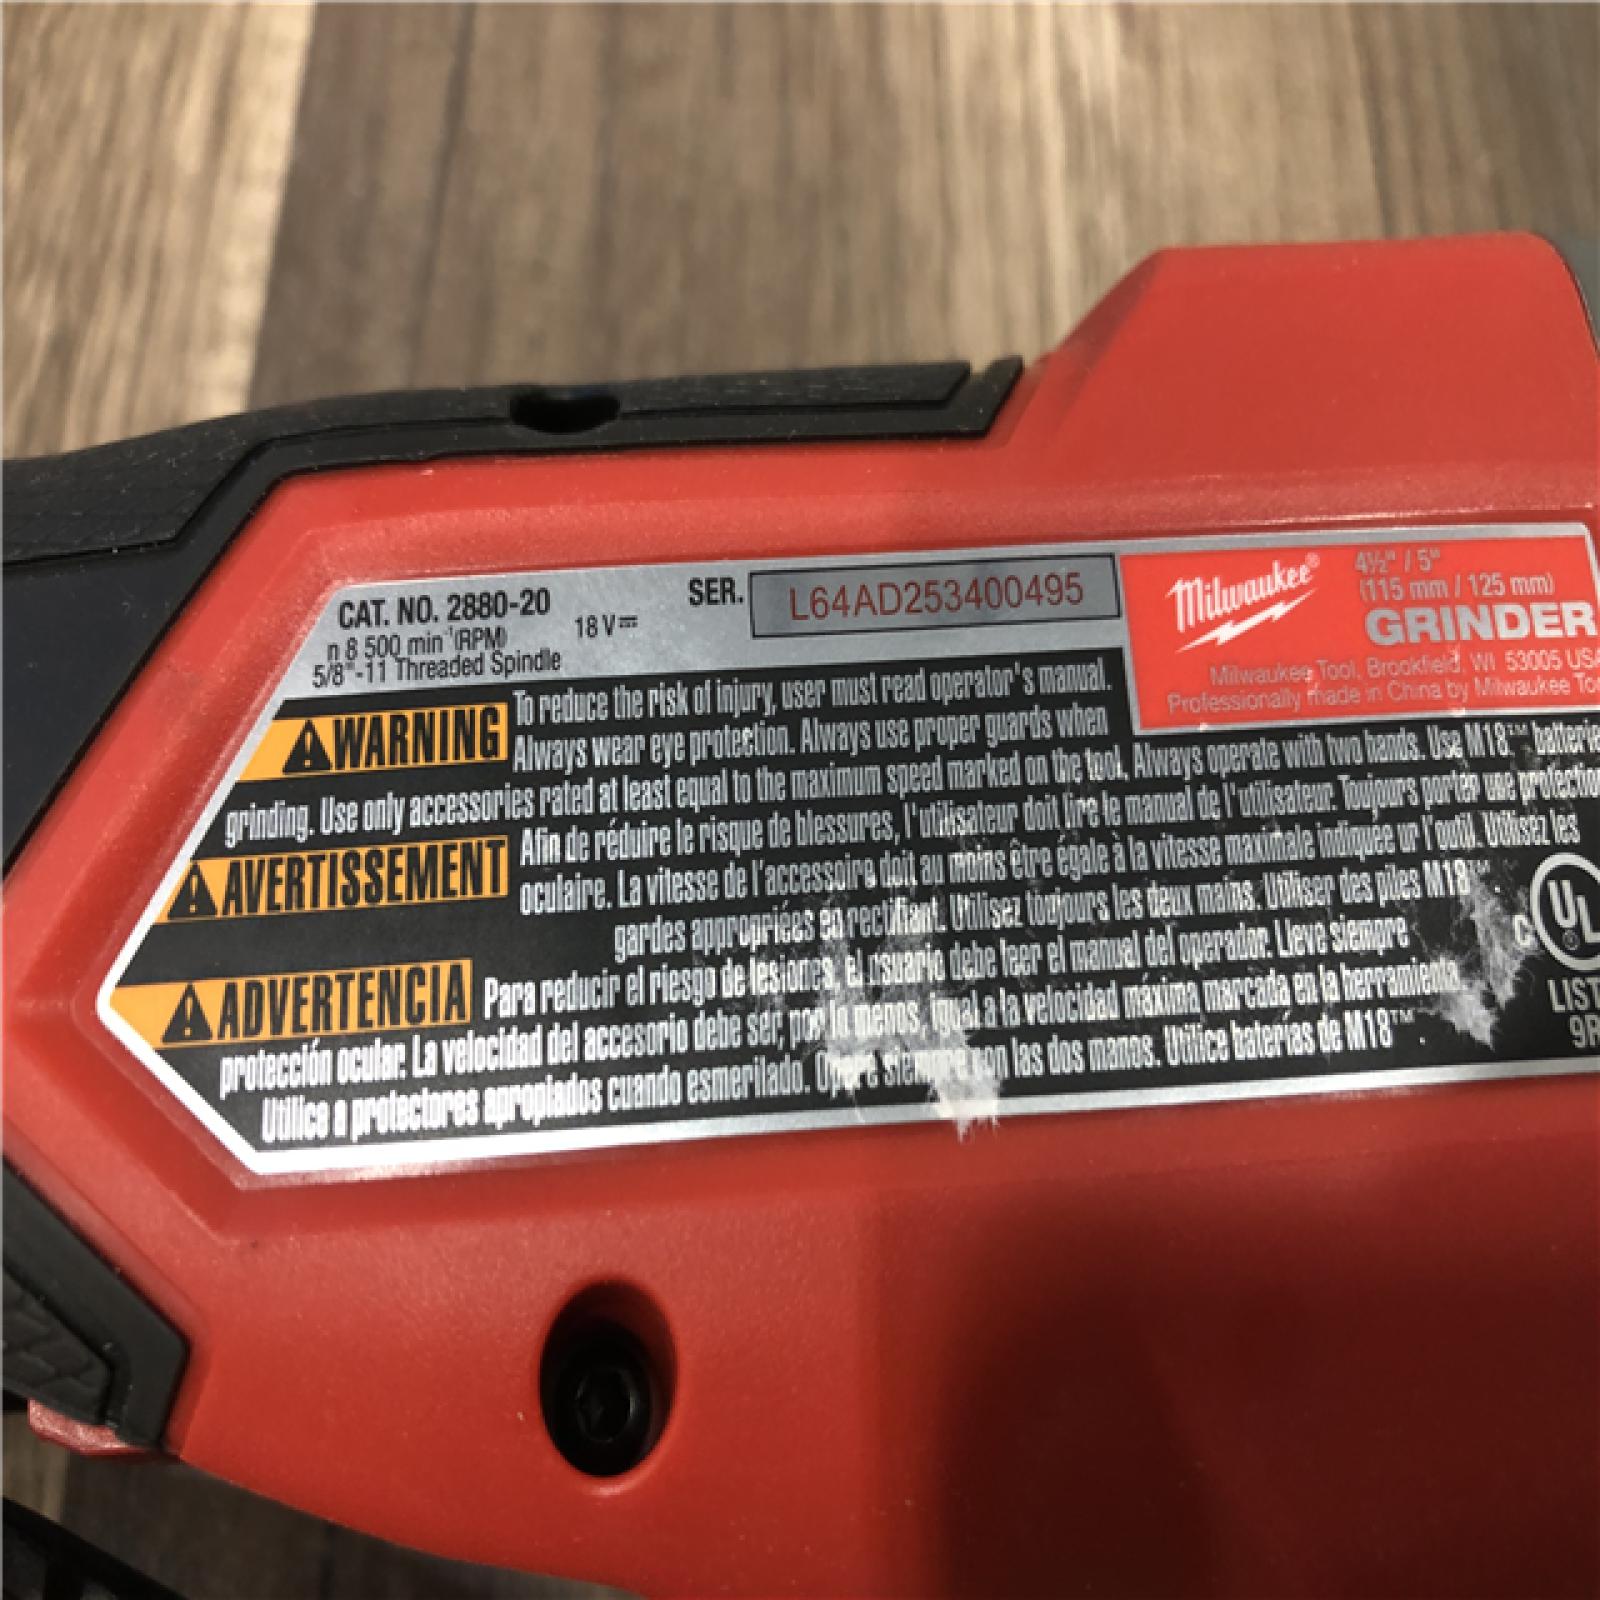 CAT. NO. 2880-20
n 8 500 min⁻¹(RPM)
5/8"-11 Threaded Spindle
18 V⎓
SER. L64AD253400495
Milwaukee®
4½" / 5"
(115 mm / 125 mm)
GRINDER
Milwaukee Tool, Brookfield, WI 53005 USA
Professionally made in China by Milwaukee
WARNING To reduce the risk of injury, user must read operator's manual.
Always wear eye protection. Always use proper guards when
grinding. Use only accessories rated at least equal to the maximum speed marked on the tool. Always operate with two hands. Use M18™
AVERTISSEMENT Afin de réduire le risque de blessures, l'utilisateur doit lire le manual de l'utilisateur. Toujours porter use protection
oculaire. La vitesse de l'accessoire doit au moins être égale à la vitesse maximale indiquée ur l'outil. Utilisez les
gardes appropriées en rectifiant. Utilisez toujours les deux mains. Utiliser des piles M18™.
ADVERTENCIA Para reducir el riesgo de lesiones, el usuario debe leer el manual del operador. Lleve siempre
protección ocular. La velocidad del accesorio debe ser, por lo menos, igual a la velocidad máxima marcada en la herramienta.
Utilice a protectores apropiados cuando esmerilado. Opere siempre con las dos manos. Utilice baterías de M18™.
C UL